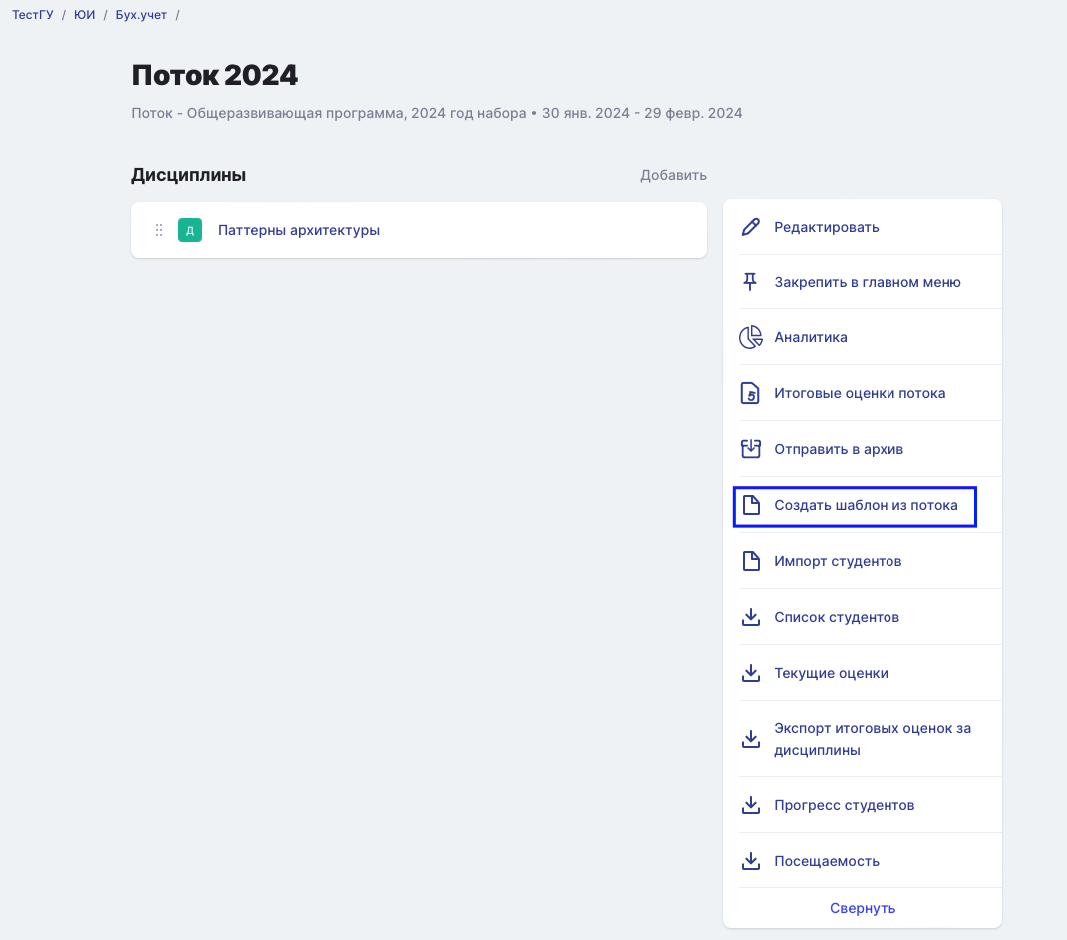 ТестГУ / ЮИ / Бух.учет /
Поток 2024
Поток - Общеразвивающая программа, 2024 год набора • 30 янв. 2024 - 29 февр. 2024
Дисциплины
Добавить
Д Паттерны архитектуры
Редактировать
Закрепить в главном меню
Аналитика
5 Итоговые оценки потока
Отправить в архив
Создать шаблон из потока
Импорт студентов
Список студентов
Текущие оценки
Экспорт итоговых оценок за
дисциплины
Прогресс студентов
Посещаемость
Свернуть